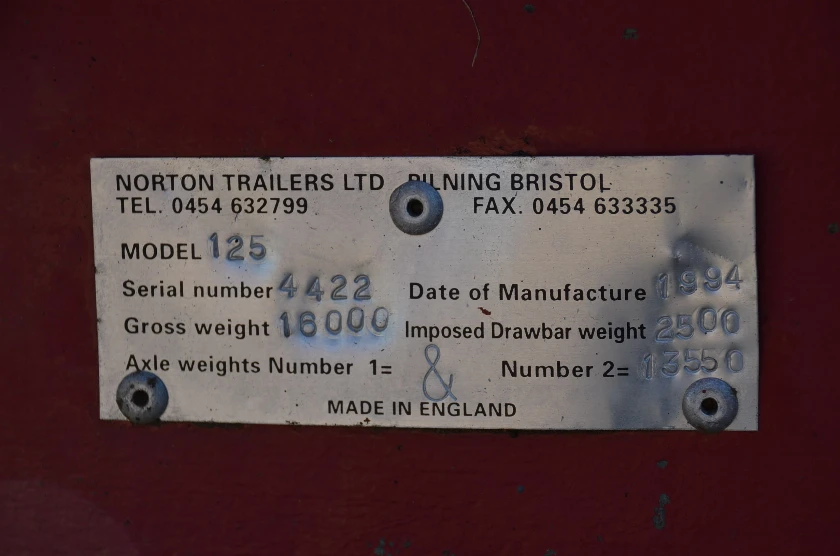 NORTON TRAILERS LTD PILNING BRISTOL
TEL. 0454 632799 FAX. 0454 633335
MODEL 125
Serial number 4422 Date of Manufacture 1994
Gross weight 16000 Imposed Drawbar weight 2500
Axle weights Number 1= & Number 2= 13550
MADE IN ENGLAND